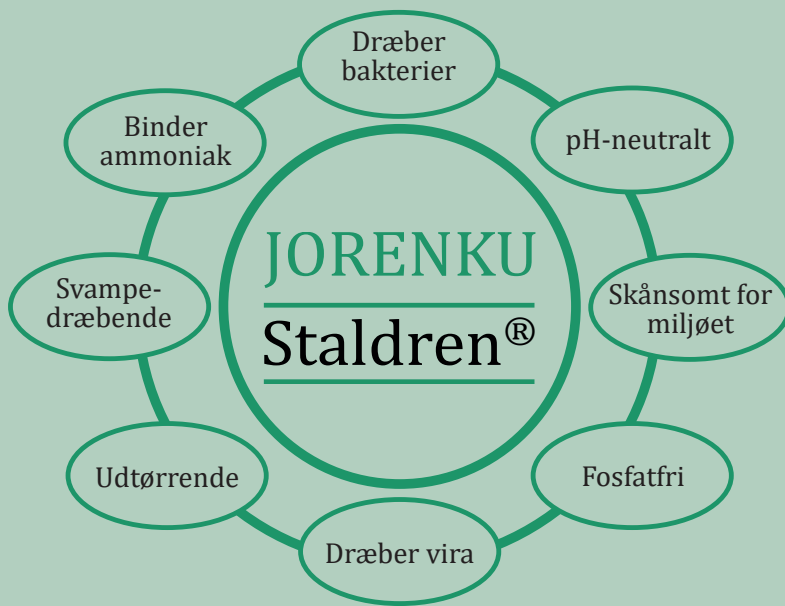 Dræber
bakterier
pH-neutralt
Skånsomt for
miljøet
Fosfatfri
Dræber vira
Udtørrende
Svampe-
dræbende
Binder
ammoniak
JORENKU
Staldren®